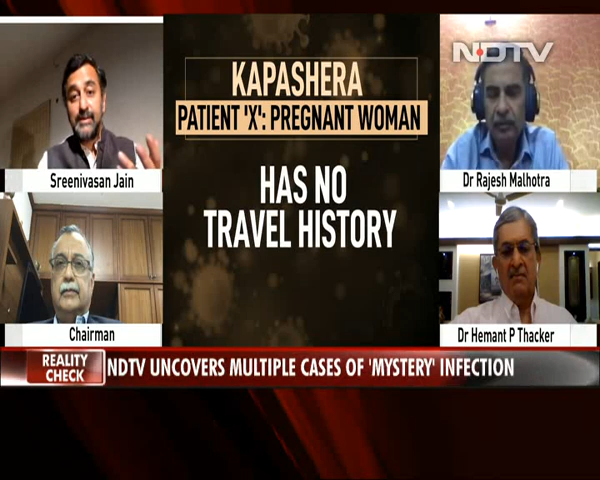 NDTV
KAPASHERA
PATIENT 'X': PREGNANT WOMAN
HAS NO
TRAVEL HISTORY
Sreenivasan Jain
Dr Rajesh Malhotra
Chairman
Dr Hemant P Thacker
REALITY
CHECK
NDTV UNCOVERS MULTIPLE CASES OF 'MYSTERY' INFECTION